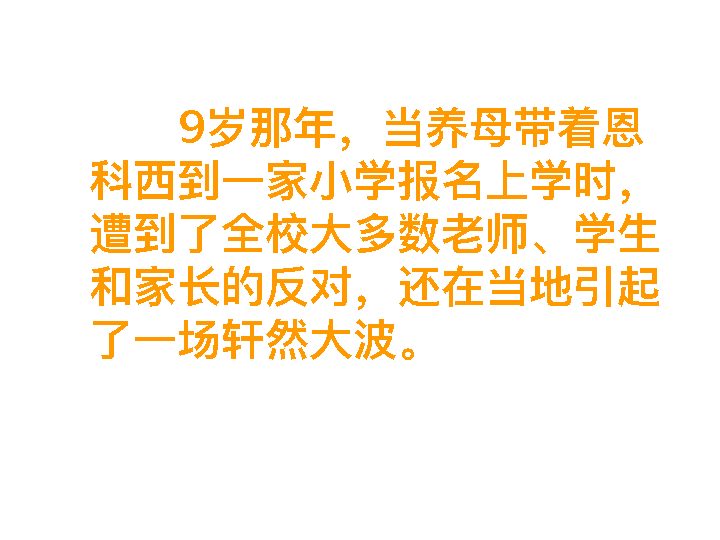 9岁那年，当养母带着恩
科西到一家小学报名上学时，
遭到了全校大多数老师、学生
和家长的反对，还在当地引起
了一场轩然大波。